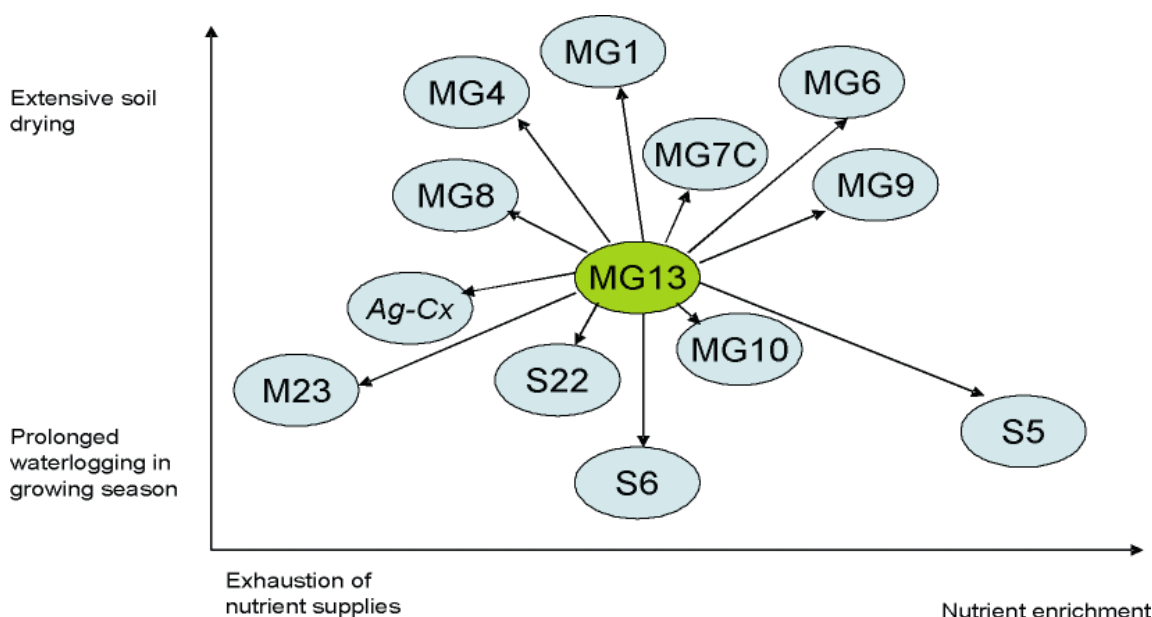 MG1
MG4
MG6
Extensive soil
drying
MG7C
MG8
MG9
MG13
Ag-Cx
MG10
S22
M23
S5
Prolonged
waterlogging in
growing season
S6
Exhaustion of
nutrient supplies
Nutrient enrichment